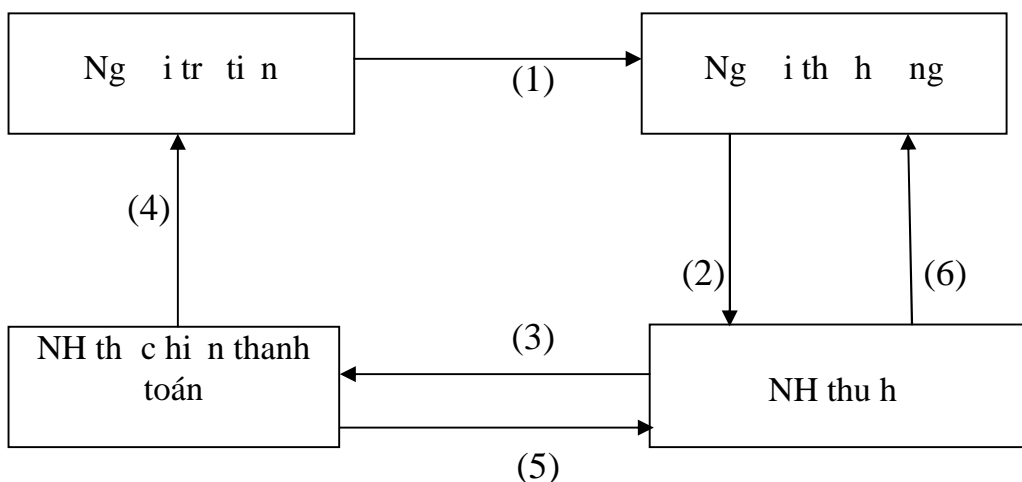 Ng i tr ti n
(1)
Ng i th h ng
(4)
(2)
(6)
NH th c hi n thanh
toán
(3)
NH thu h
(5)